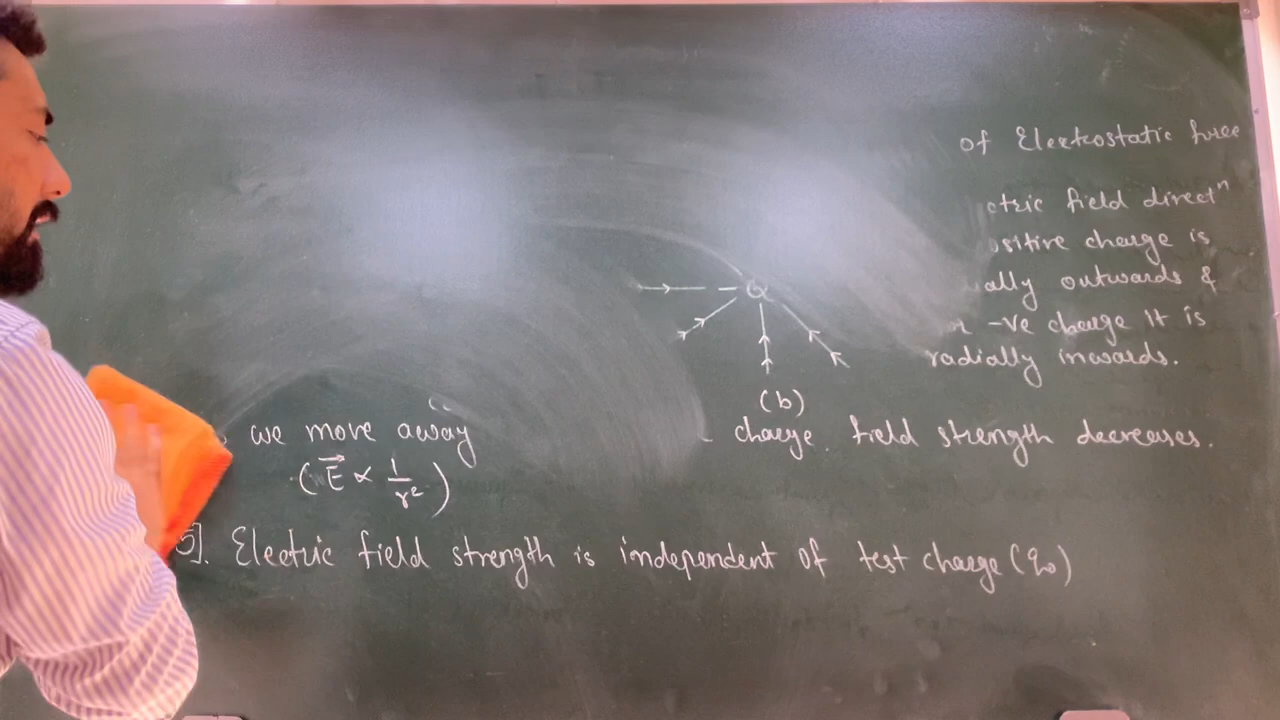 of Electrostatic force
ctric field directⁿ
ositive charge is
ally outwards &
-ve charge it is
radially inwards.
Q
(b)
we move away
charge. field strength decreases.
(E⃗ ∝ 1/r²)
5]. Electric field strength is independent of test charge (q₀)